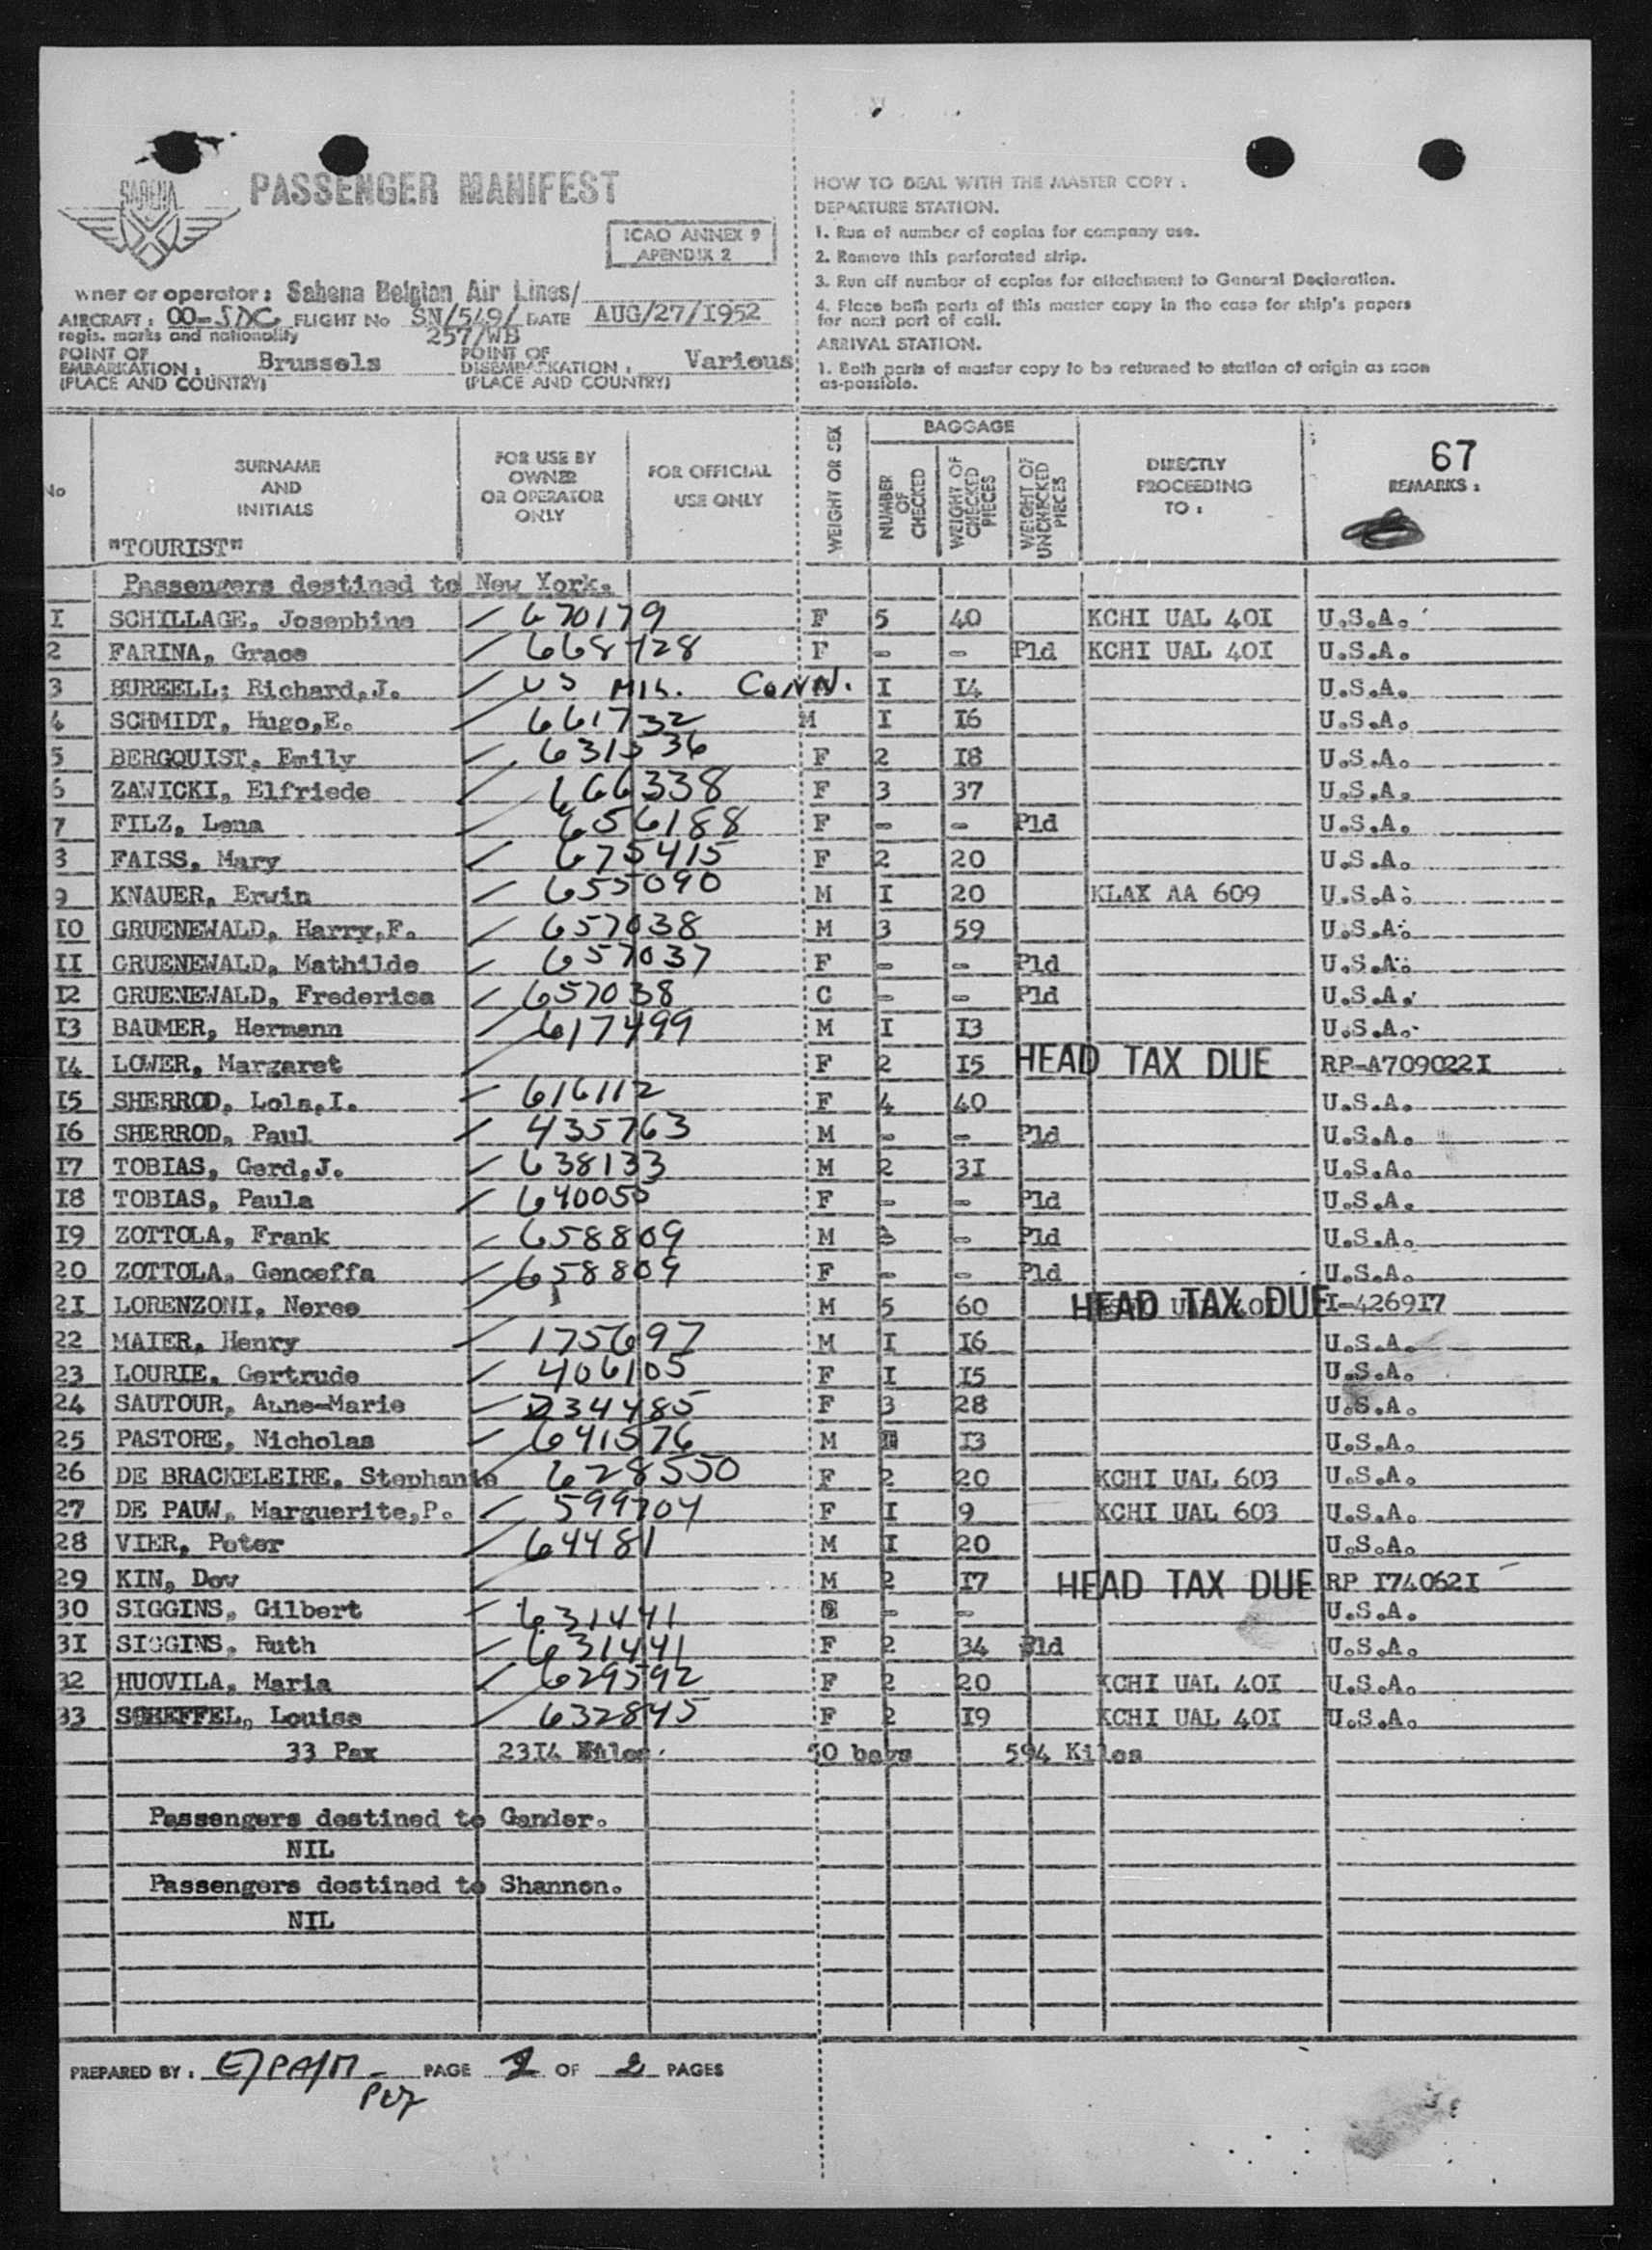 SABENA
PASSENGER MANIFEST
ICAO ANNEX 9
APENDIX 2
wner or operator : Sabena Belgian Air Lines/
AIRCRAFT : OO-SDC FLIGHT No SN/549/ DATE AUG/27/1952
regis. marks and nationality 257/WB
POINT OF EMBARKATION : Brussels POINT OF DISEMBARKATION : Various
(PLACE AND COUNTRY) (PLACE AND COUNTRY)
HOW TO DEAL WITH THE MASTER COPY :
DEPARTURE STATION.
1. Run of number of copies for company use.
2. Remove this perforated strip.
3. Run off number of copies for attachment to General Declaration.
4. Place both parts of this master copy in the case for ship's papers
for next port of call.
ARRIVAL STATION.
1. Both parts of master copy to be returned to station of origin as soon
as-possible.
No SURNAME AND INITIALS FOR USE BY OWNER OR OPERATOR ONLY FOR OFFICIAL USE ONLY WEIGHT OR SEX BAGGAGE NUMBER OF CHECKED WEIGHT OF CHECKED PIECES WEIGHT OF UNCHECKED PIECES DIRECTLY PROCEEDING TO : 67 REMARKS :
"TOURIST"
Passengers destined to New York.
I SCHILLAGE, Josephine 670179 F 5 40 KCHI UAL 40I U.S.A.
2 FARINA, Grace 668728 F - - Pld KCHI UAL 40I U.S.A.
3 BUREELL; Richard,J. US MIL. CONN. I I4 U.S.A.
4 SCHMIDT, Hugo,E. 661732 M I I6 U.S.A.
5 BERGQUIST, Emily 631536 F 2 I8 U.S.A.
6 ZAWICKI, Elfriede 666338 F 3 37 U.S.A.
7 FILZ, Lena 656188 F - - Pld U.S.A.
8 FAISS, Mary 675415 F 2 20 U.S.A.
9 KNAUER, Erwin 655090 M I 20 KLAX AA 609 U.S.A.
I0 GRUENEWALD, Harry,F. 657038 M 3 59 U.S.A.
II GRUENEWALD, Mathilde 657037 F - - Pld U.S.A.
I2 GRUENEWALD, Frederica 657038 C - - Pld U.S.A.
I3 BAUMER, Hermann 617499 M I I3 U.S.A.
I4 LOWER, Margaret F 2 I5 HEAD TAX DUE RP-A709022I
I5 SHERROD, Lola,I. 616112 F 4 40 U.S.A.
I6 SHERROD, Paul 435763 M - - Pld U.S.A.
I7 TOBIAS, Gerd,J. 638133 M 2 3I U.S.A.
I8 TOBIAS, Paula 640055 F - - Pld U.S.A.
I9 ZOTTOLA, Frank 658809 M - Pld U.S.A.
20 ZOTTOLA, Genoeffa 658809 F - - Pld U.S.A.
2I LORENZONI, Neree M 5 60 HEAD TAX DUE I-4269I7
22 MAIER, Henry 175697 M I I6 U.S.A.
23 LOURIE, Gertrude 406105 F I I5 U.S.A.
24 SAUTOUR, Anne-Marie 234485 F 3 28 U.S.A.
25 PASTORE, Nicholas 641576 M I3 U.S.A.
26 DE BRACKELEIRE, Stephanie 628550 F 2 20 KCHI UAL 603 U.S.A.
27 DE PAUW, Marguerite,P. 599704 F I 9 KCHI UAL 603 U.S.A.
28 VIER, Peter 64481 M I 20 U.S.A.
29 KIN, Dov M 2 I7 HEAD TAX DUE RP I74062I
30 SIGGINS, Gilbert 631441 - - U.S.A.
3I SIGGINS, Ruth 631441 F 2 34 Pld U.S.A.
32 HUOVILA, Maria 629592 F 2 20 KCHI UAL 40I U.S.A.
33 SCHEFFEL, Louise 632845 F 2 I9 KCHI UAL 40I U.S.A.
33 Pax 23I4 Kilos. 50 bags 594 Kilos
Passengers destined to Gander.
NIL
Passengers destined to Shannon.
NIL
PREPARED BY : PAGE 1 OF 2 PAGES